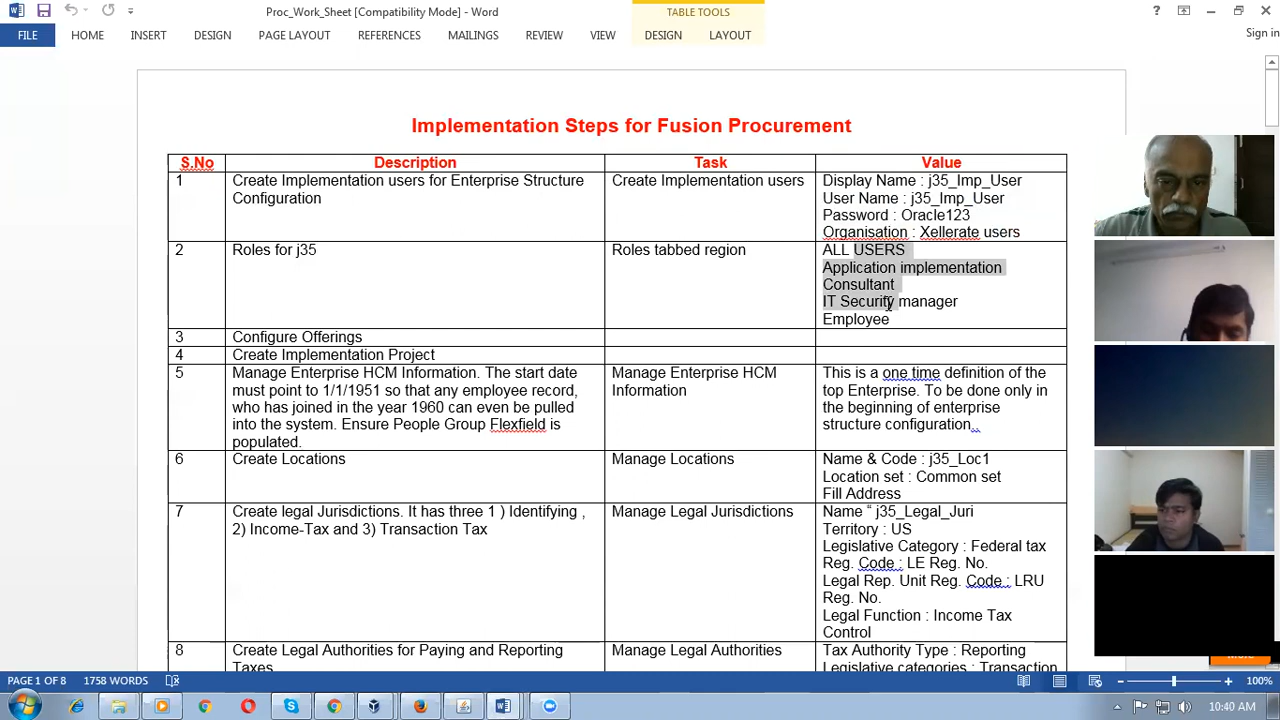 Proc_Work_Sheet [Compatibility Mode] - Word
TABLE TOOLS
?
FILE
HOME
INSERT
DESIGN
PAGE LAYOUT
REFERENCES
MAILINGS
REVIEW
VIEW
DESIGN
LAYOUT
Sign in
Implementation Steps for Fusion Procurement
S.No Description Task Value
1
Create Implementation users for Enterprise Structure
Configuration
Create Implementation users
Display Name : j35_Imp_User
User Name : j35_Imp_User
Password : Oracle123
Organisation : Xellerate users
2
Roles for j35
Roles tabbed region
ALL USERS
Application implementation
Consultant
IT Security manager
Employee
3
Configure Offerings
4
Create Implementation Project
5
Manage Enterprise HCM Information. The start date
must point to 1/1/1951 so that any employee record,
who has joined in the year 1960 can even be pulled
into the system. Ensure People Group Flexfield is
populated.
Manage Enterprise HCM
Information
This is a one time definition of the
top Enterprise. To be done only in
the beginning of enterprise
structure configuration..
6
Create Locations
Manage Locations
Name & Code : j35_Loc1
Location set : Common set
Fill Address
7
Create legal Jurisdictions. It has three 1 ) Identifying ,
2) Income-Tax and 3) Transaction Tax
Manage Legal Jurisdictions
Name “ j35_Legal_Juri
Territory : US
Legislative Category : Federal tax
Reg. Code : LE Reg. No.
Legal Rep. Unit Reg. Code : LRU
Reg. No.
Legal Function : Income Tax
Control
8
Create Legal Authorities for Paying and Reporting
Taxes
Manage Legal Authorities
Tax Authority Type : Reporting
Legislative categories : Transaction
PAGE 1 OF 8
1758 WORDS
100%
10:40 AM